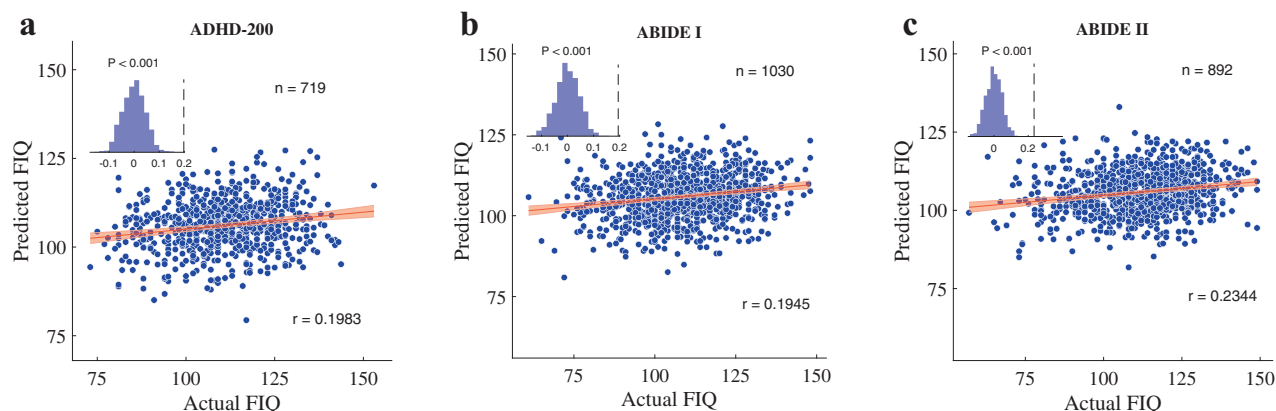 a
ADHD-200
P < 0.001
n = 719
r = 0.1983
-0.1 0 0.1 0.2
150
125
100
75
75 100 125 150
Predicted FIQ
Actual FIQ
b
ABIDE I
P < 0.001
n = 1030
r = 0.1945
-0.1 0 0.1 0.2
150
125
100
75
75 100 125 150
Predicted FIQ
Actual FIQ
c
ABIDE II
P < 0.001
n = 892
r = 0.2344
0 0.2
150
125
100
75
75 100 125 150
Predicted FIQ
Actual FIQ